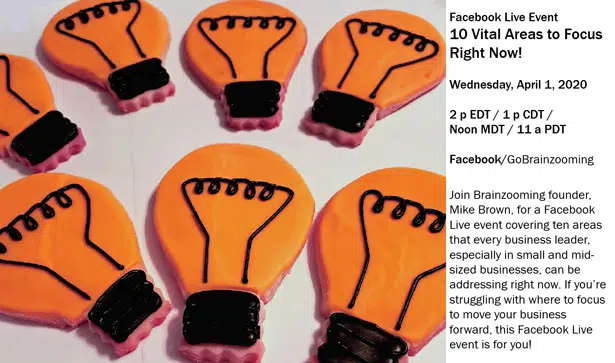 Facebook Live Event
10 Vital Areas to Focus
Right Now!
Wednesday, April 1, 2020
2 p EDT / 1 p CDT /
Noon MDT / 11 a PDT
Facebook/GoBrainzooming
Join Brainzooming founder,
Mike Brown, for a Facebook
Live event covering ten areas
that every business leader,
especially in small and mid-
sized businesses, can be
addressing right now. If you're
struggling with where to focus
to move your business
forward, this Facebook Live
event is for you!